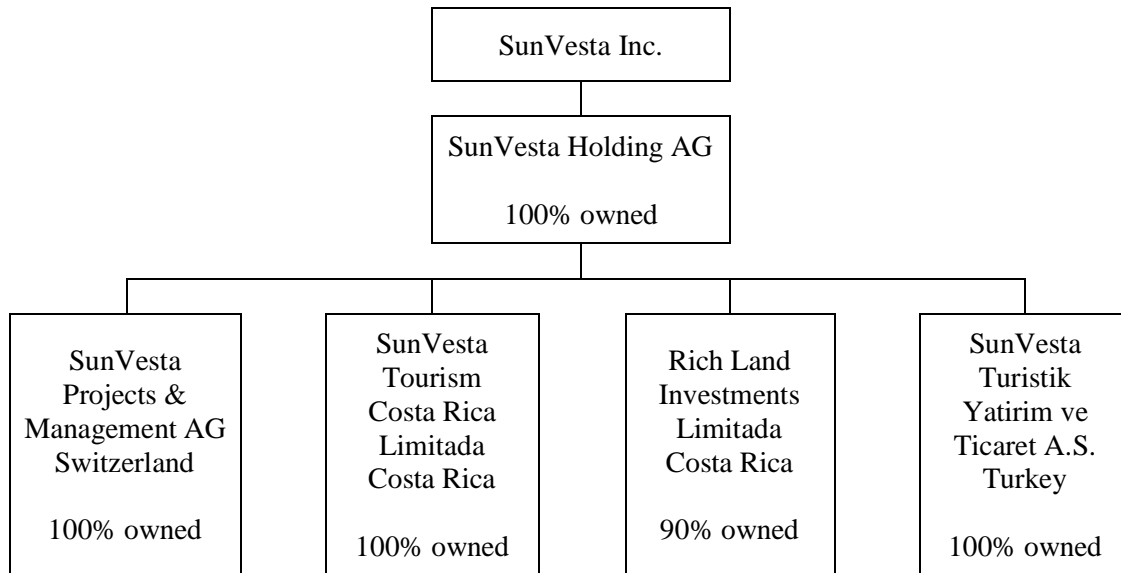 SunVesta Inc.
SunVesta Holding AG
100% owned
SunVesta
Projects &
Management AG
Switzerland
100% owned
SunVesta
Tourism
Costa Rica
Limitada
Costa Rica
100% owned
Rich Land
Investments
Limitada
Costa Rica
90% owned
SunVesta
Turistik
Yatirim ve
Ticaret A.S.
Turkey
100% owned